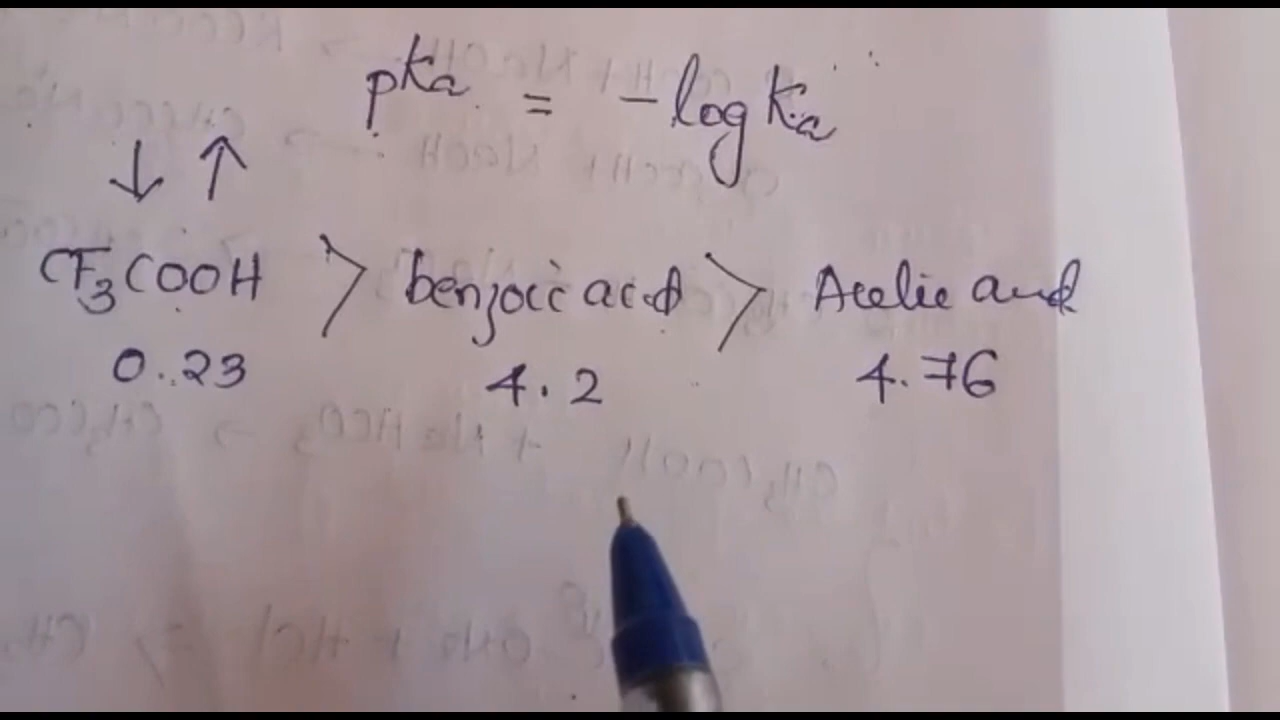 pKa = -log Ka
↓ ↑
CF3COOH > benzoic acid > Acetic acid
0.23 4.2 4.76